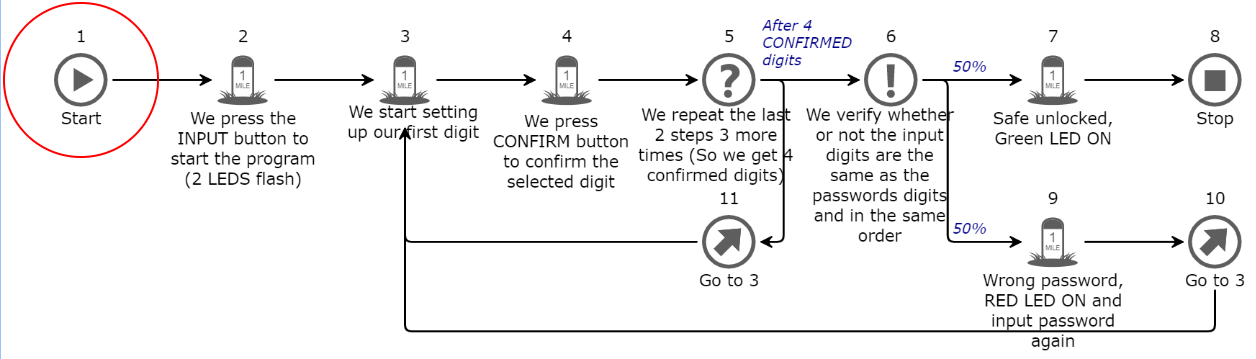 1
Start
2
1
MILE
We press the
INPUT button to
start the program
(2 LEDS flash)
3
1
MILE
We start setting
up our first digit
4
1
MILE
We press
CONFIRM button
to confirm the
selected digit
5
?
We repeat the last
2 steps 3 more
times (So we get 4
confirmed digits)
After 4
CONFIRMED
digits
6
!
We verify whether
or not the input
digits are the
same as the
passwords digits
and in the same
order
50%
7
1
MILE
Safe unlocked,
Green LED ON
8
Stop
11
Go to 3
50%
9
1
MILE
Wrong password,
RED LED ON and
input password
again
10
Go to 3